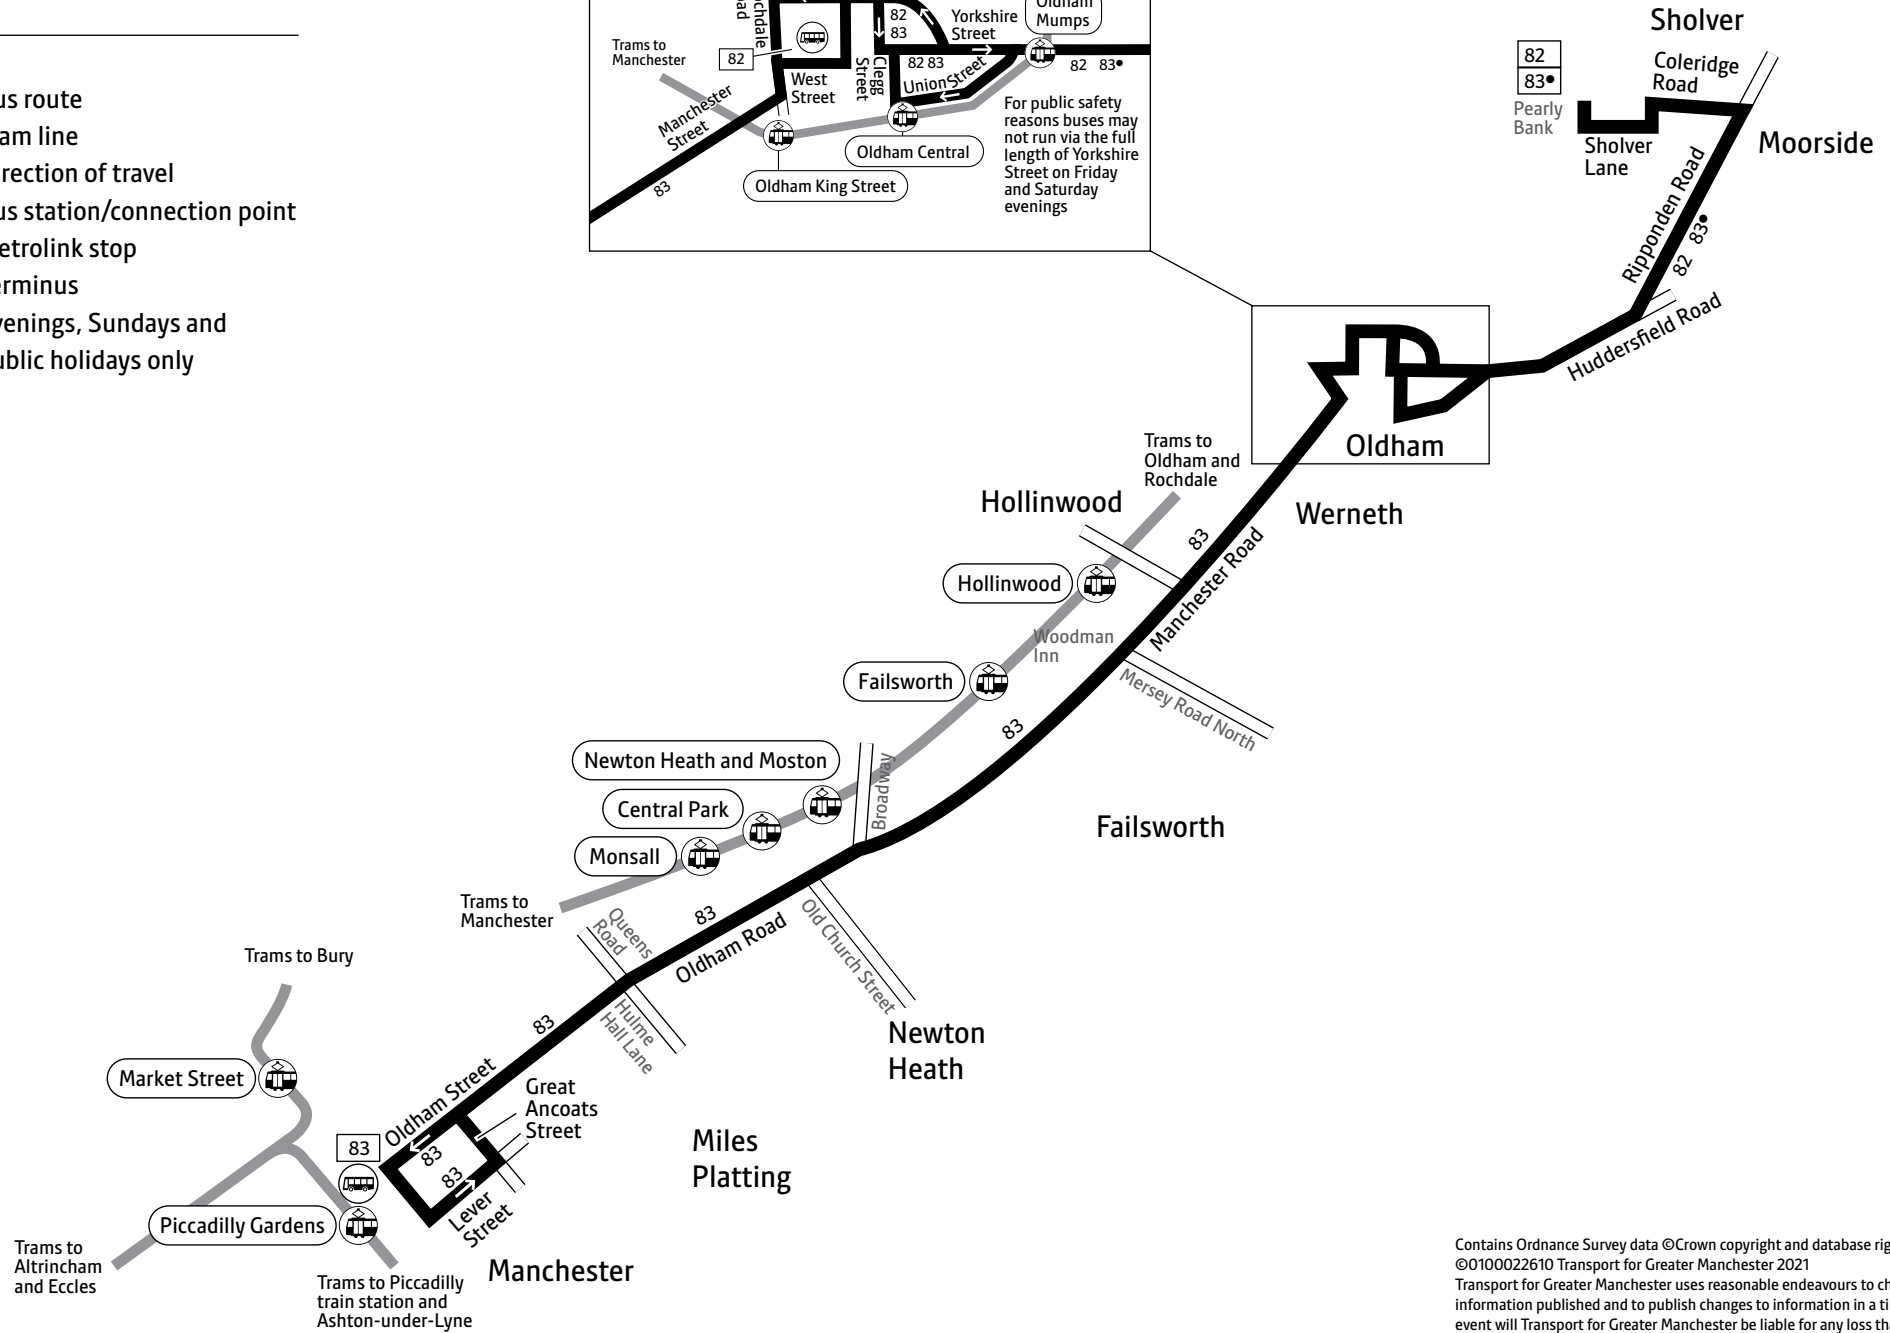 us route
am line
rection of travel
us station/connection point
etrolink stop
erminus
venings, Sundays and
ublic holidays only
Trams to
Manchester
82
West
Street
Manchester
Street
83
82
83
Clegg
Street
Yorkshire
Street
Oldham
Mumps
82 83
Union Street
82 83●
Oldham Central
Oldham King Street
For public safety
reasons buses may
not run via the full
length of Yorkshire
Street on Friday
and Saturday
evenings
Sholver
82
83●
Pearly
Bank
Coleridge
Road
Sholver
Lane
Moorside
Ripponden Road
82 83●
Huddersfield Road
Oldham
Trams to
Oldham and
Rochdale
Hollinwood
Werneth
83
Manchester Road
Hollinwood
Woodman
Inn
Failsworth
Mersey Road North
83
Newton Heath and Moston
Broadway
Central Park
Failsworth
Monsall
Trams to
Manchester
83
Queens
Road
Oldham Road
Old Church Street
Trams to Bury
83
Hulme
Hall Lane
Newton
Heath
Market Street
Oldham Street
Great
Ancoats
Street
83
83
83
Miles
Platting
Lever
Street
Piccadilly Gardens
Trams to
Altrincham
and Eccles
Manchester
Trams to Piccadilly
train station and
Ashton-under-Lyne
Contains Ordnance Survey data ©Crown copyright and database rig
©0100022610 Transport for Greater Manchester 2021
Transport for Greater Manchester uses reasonable endeavours to ch
information published and to publish changes to information in a ti
event will Transport for Greater Manchester be liable for any loss tha